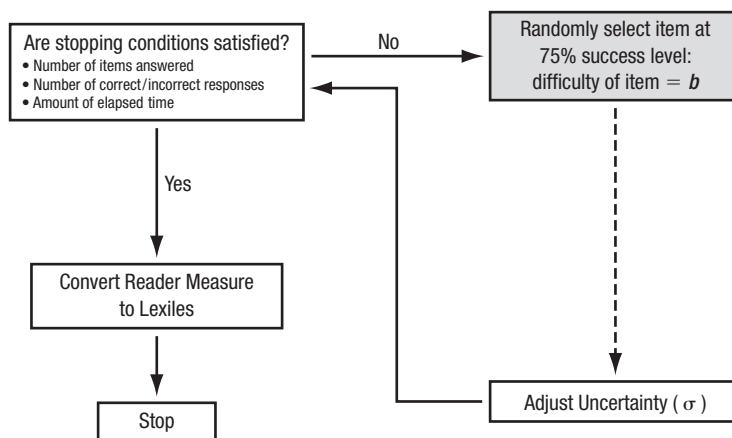 Are stopping conditions satisfied?
• Number of items answered
• Number of correct/incorrect responses
• Amount of elapsed time
No
Randomly select item at
75% success level:
difficulty of item = b
Yes
Convert Reader Measure
to Lexiles
Adjust Uncertainty ( σ )
Stop